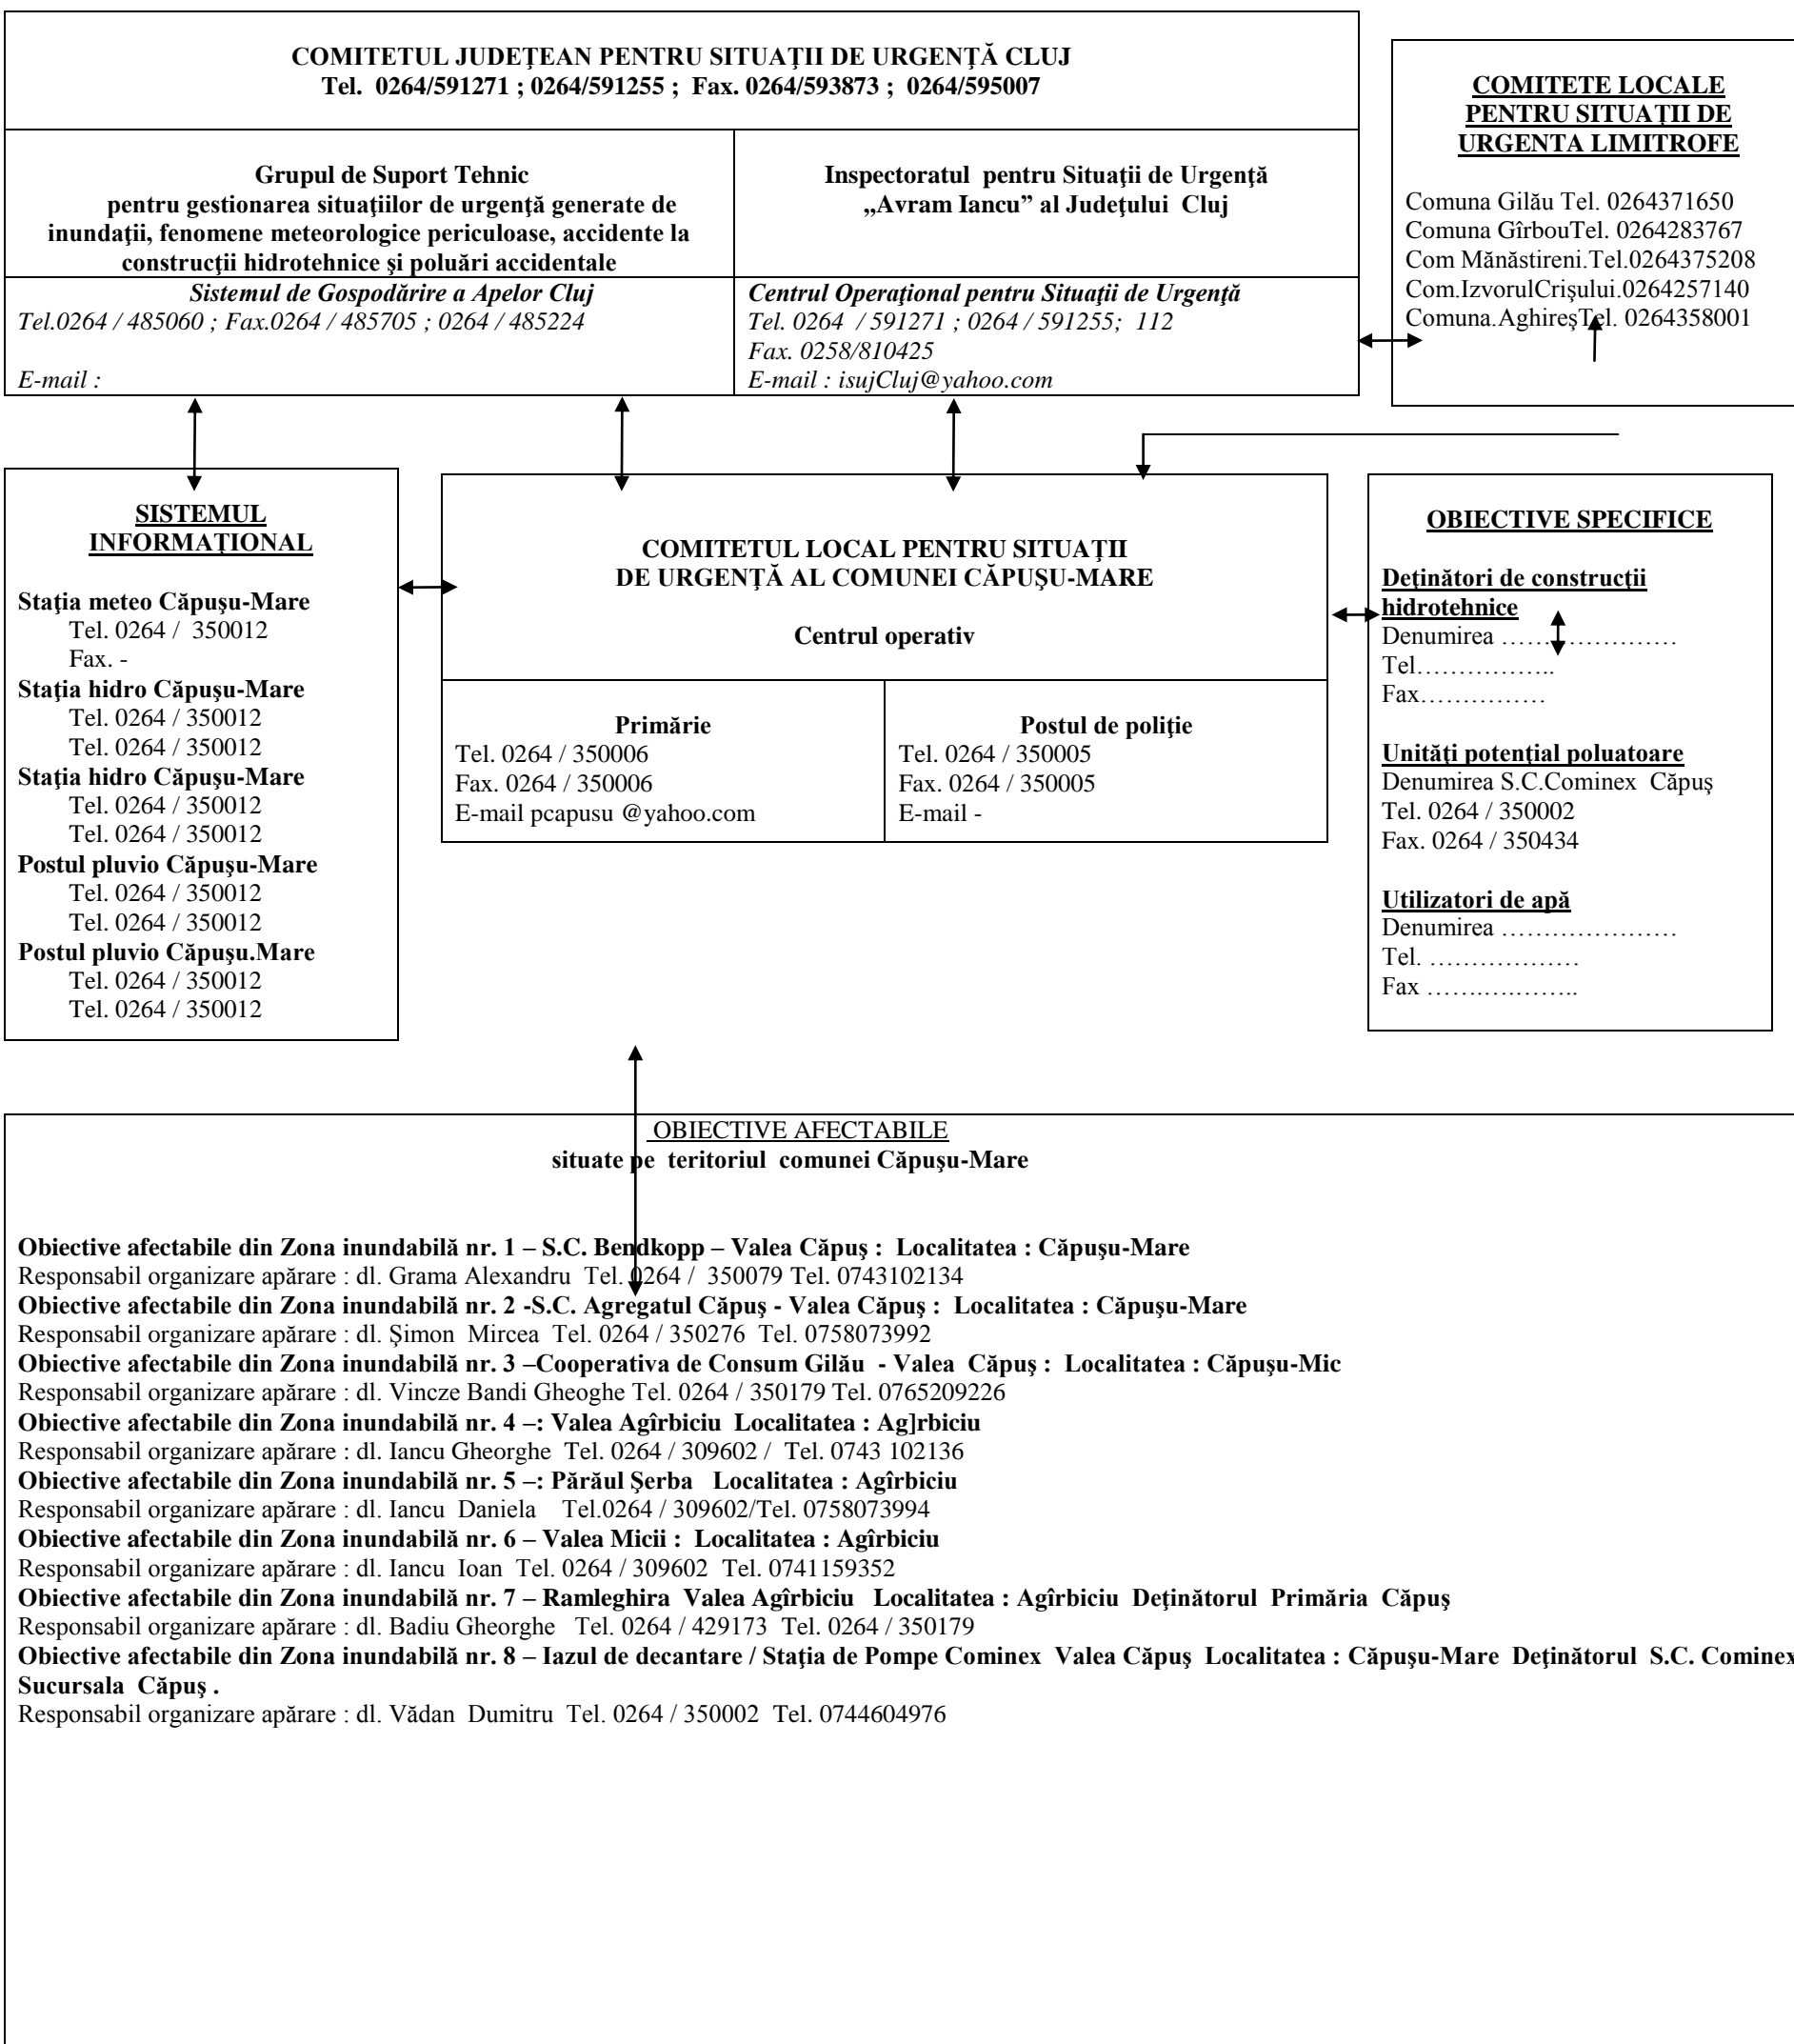 COMITETUL JUDEŢEAN PENTRU SITUAŢII DE URGENŢĂ CLUJ
Tel. 0264/591271 ; 0264/591255 ; Fax. 0264/593873 ; 0264/595007
Grupul de Suport Tehnic
pentru gestionarea situaţiilor de urgenţă generate de
inundaţii, fenomene meteorologice periculoase, accidente la
construcţii hidrotehnice şi poluări accidentale
Inspectoratul pentru Situaţii de Urgenţă
„Avram Iancu” al Judeţului Cluj
Sistemul de Gospodărire a Apelor Cluj
Tel.0264 / 485060 ; Fax.0264 / 485705 ; 0264 / 485224
E-mail :
Centrul Operaţional pentru Situaţii de Urgenţă
Tel. 0264 / 591271 ; 0264 / 591255; 112
Fax. 0258/810425
E-mail : isujCluj@yahoo.com
COMITETE LOCALE
PENTRU SITUAŢII DE
URGENTA LIMITROFE
Comuna Gilău Tel. 0264371650
Comuna GîrbouTel. 0264283767
Com Mănăstireni.Tel.0264375208
Com.IzvorulCrişului.0264257140
Comuna.AghireşTel. 0264358001
SISTEMUL
INFORMAŢIONAL
Staţia meteo Căpuşu-Mare
Tel. 0264 / 350012
Fax. -
Staţia hidro Căpuşu-Mare
Tel. 0264 / 350012
Tel. 0264 / 350012
Staţia hidro Căpuşu-Mare
Tel. 0264 / 350012
Tel. 0264 / 350012
Postul pluvio Căpuşu-Mare
Tel. 0264 / 350012
Tel. 0264 / 350012
Postul pluvio Căpuşu.Mare
Tel. 0264 / 350012
Tel. 0264 / 350012
COMITETUL LOCAL PENTRU SITUAŢII
DE URGENŢĂ AL COMUNEI CĂPUŞU-MARE
Centrul operativ
Primărie
Tel. 0264 / 350006
Fax. 0264 / 350006
E-mail pcapusu @yahoo.com
Postul de poliţie
Tel. 0264 / 350005
Fax. 0264 / 350005
E-mail -
OBIECTIVE SPECIFICE
Deţinători de construcţii
hidrotehnice
Denumirea …………………
Tel……………..
Fax……………
Unităţi potenţial poluatoare
Denumirea S.C.Cominex Căpuş
Tel. 0264 / 350002
Fax. 0264 / 350434
Utilizatori de apă
Denumirea …………………
Tel. ………………
Fax …….….……..
OBIECTIVE AFECTABILE
situate pe teritoriul comunei Căpuşu-Mare
Obiective afectabile din Zona inundabilă nr. 1 – S.C. Bendkopp – Valea Căpuş : Localitatea : Căpuşu-Mare
Responsabil organizare apărare : dl. Grama Alexandru Tel. 0264 / 350079 Tel. 0743102134
Obiective afectabile din Zona inundabilă nr. 2 -S.C. Agregatul Căpuş - Valea Căpuş : Localitatea : Căpuşu-Mare
Responsabil organizare apărare : dl. Şimon Mircea Tel. 0264 / 350276 Tel. 0758073992
Obiective afectabile din Zona inundabilă nr. 3 –Cooperativa de Consum Gilău - Valea Căpuş : Localitatea : Căpuşu-Mic
Responsabil organizare apărare : dl. Vincze Bandi Gheoghe Tel. 0264 / 350179 Tel. 0765209226
Obiective afectabile din Zona inundabilă nr. 4 –: Valea Agîrbiciu Localitatea : Ag]rbiciu
Responsabil organizare apărare : dl. Iancu Gheorghe Tel. 0264 / 309602 / Tel. 0743 102136
Obiective afectabile din Zona inundabilă nr. 5 –: Părăul Şerba Localitatea : Agîrbiciu
Responsabil organizare apărare : dl. Iancu Daniela Tel.0264 / 309602/Tel. 0758073994
Obiective afectabile din Zona inundabilă nr. 6 – Valea Micii : Localitatea : Agîrbiciu
Responsabil organizare apărare : dl. Iancu Ioan Tel. 0264 / 309602 Tel. 0741159352
Obiective afectabile din Zona inundabilă nr. 7 – Ramleghira Valea Agîrbiciu Localitatea : Agîrbiciu Deţinătorul Primăria Căpuş
Responsabil organizare apărare : dl. Badiu Gheorghe Tel. 0264 / 429173 Tel. 0264 / 350179
Obiective afectabile din Zona inundabilă nr. 8 – Iazul de decantare / Staţia de Pompe Cominex Valea Căpuş Localitatea : Căpuşu-Mare Deţinătorul S.C. Cominex
Sucursala Căpuş .
Responsabil organizare apărare : dl. Vădan Dumitru Tel. 0264 / 350002 Tel. 0744604976